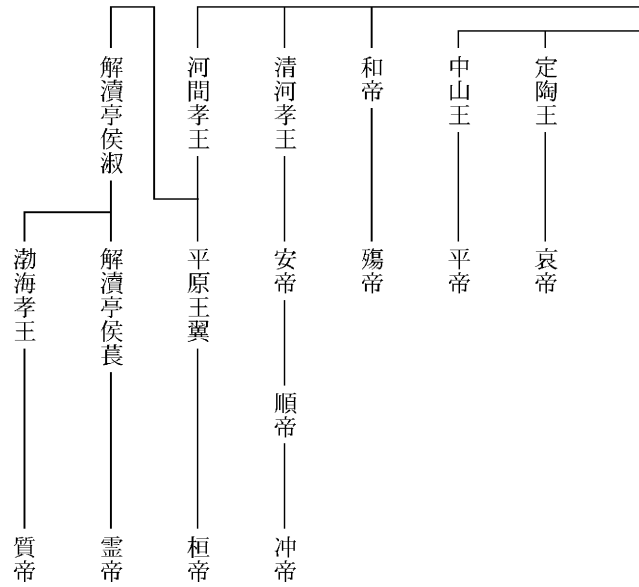 定陶王
中山王
和帝
清河孝王
河間孝王
解瀆亭侯淑
哀帝
平帝
殤帝
安帝
平原王翼
解瀆亭侯萇
渤海孝王
順帝
冲帝
桓帝
霊帝
質帝